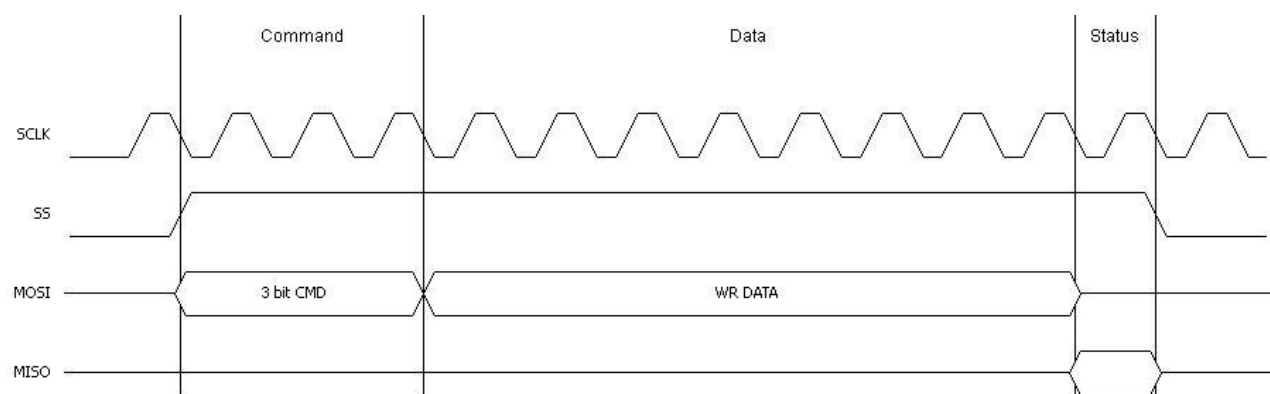 Command Data Status
SCLK
SS
MOSI 3 bit CMD WR DATA
MISO